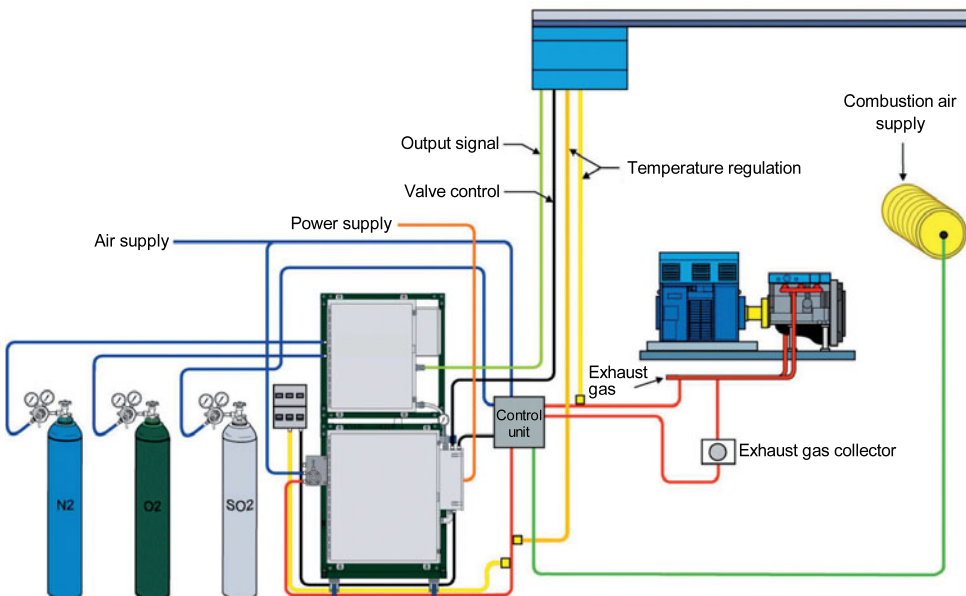 Combustion air
supply
Output signal
Temperature regulation
Valve control
Power supply
Air supply
Exhaust
gas
Control
unit
Exhaust gas collector
N2
O2
SO2